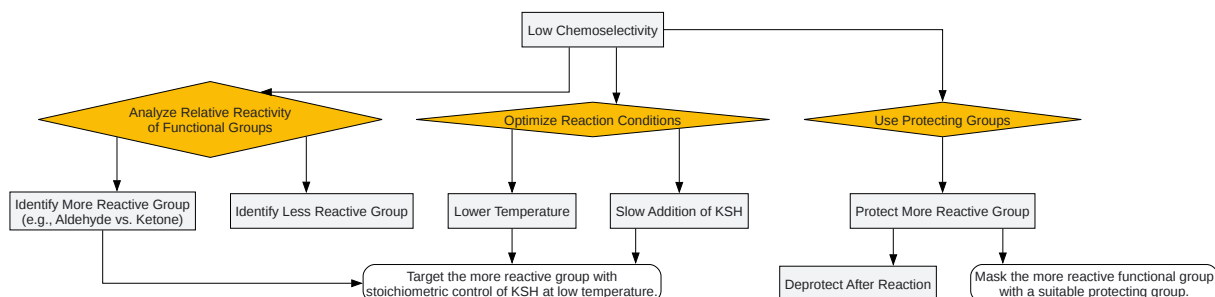 Low Chemoselectivity
Analyze Relative Reactivity
of Functional Groups
Optimize Reaction Conditions
Use Protecting Groups
Identify More Reactive Group
(e.g., Aldehyde vs. Ketone)
Identify Less Reactive Group
Lower Temperature
Slow Addition of KSH
Protect More Reactive Group
Target the more reactive group with
stoichiometric control of KSH at low temperature.
Deprotect After Reaction
Mask the more reactive functional group
with a suitable protecting group.